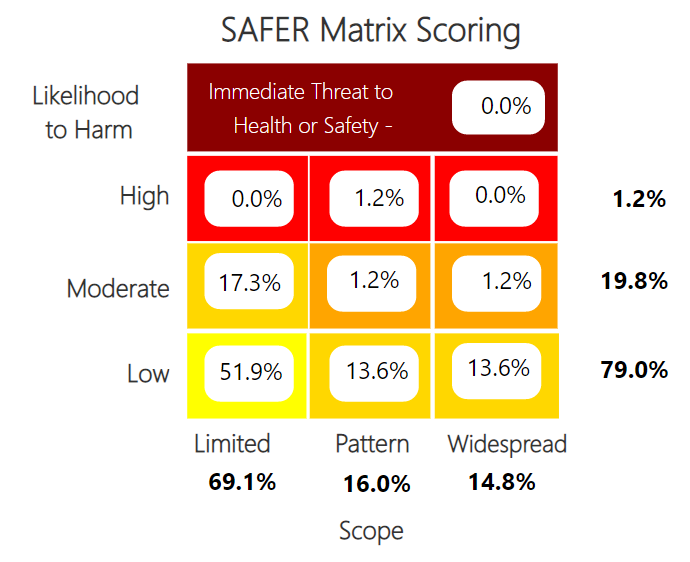 SAFER Matrix Scoring
Likelihood
to Harm
Immediate Threat to
Health or Safety -
0.0%
High
0.0%
1.2%
0.0%
1.2%
Moderate
17.3%
1.2%
1.2%
19.8%
Low
51.9%
13.6%
13.6%
79.0%
Limited
Pattern
Widespread
69.1%
16.0%
14.8%
Scope